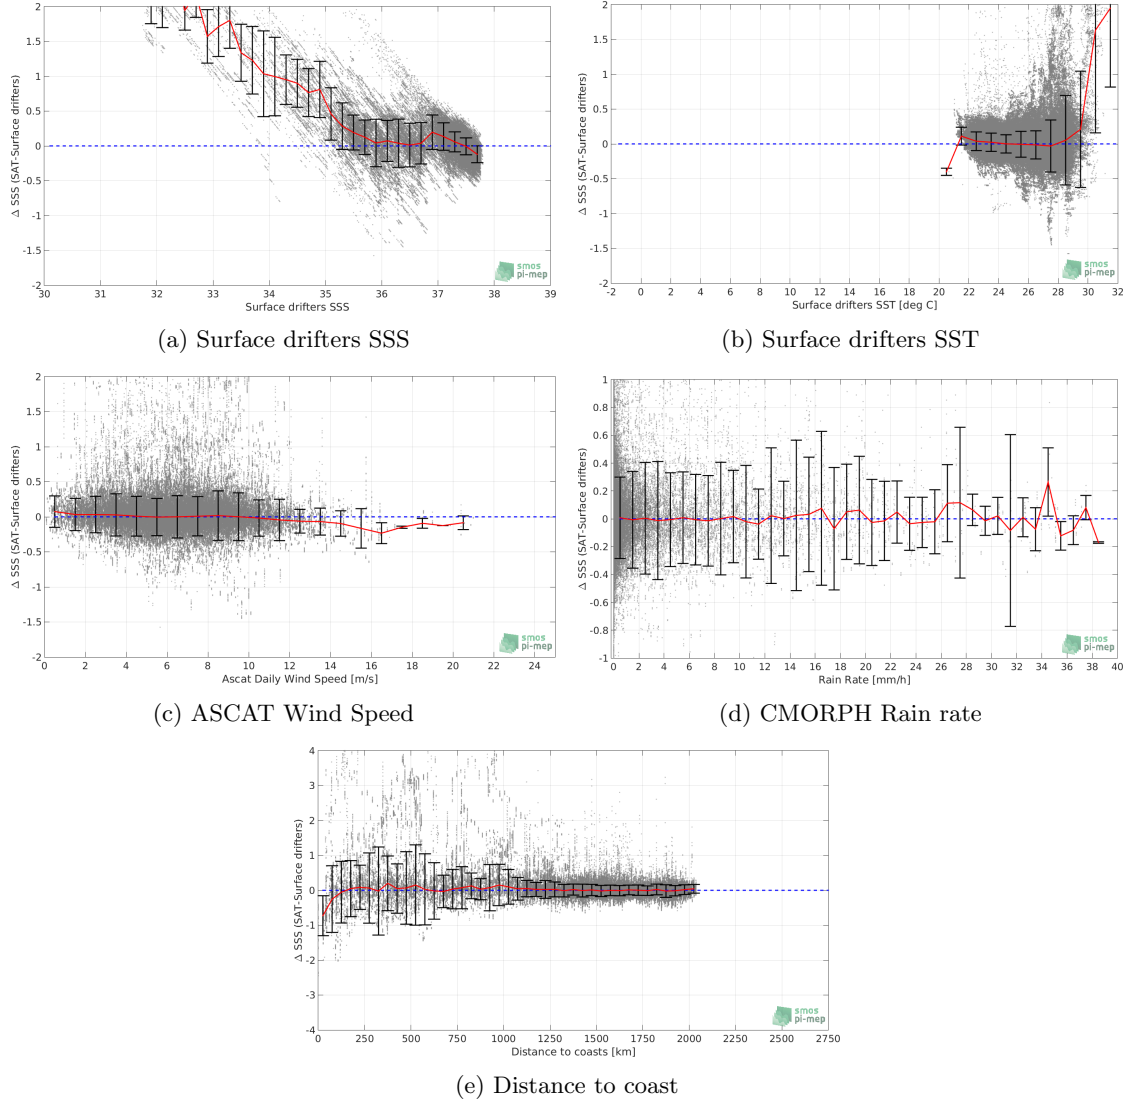 2
1.5
1
0.5
0
-0.5
-1
-1.5
-2
Δ SSS (SAT-Surface drifters)
30 31 32 33 34 35 36 37 38 39
Surface drifters SSS
smos
pi-mep
(a) Surface drifters SSS
2
1.5
1
0.5
0
-0.5
-1
-1.5
-2
Δ SSS (SAT-Surface drifters)
-2 0 2 4 6 8 10 12 14 16 18 20 22 24 26 28 30 32
Surface drifters SST [deg C]
smos
pi-mep
(b) Surface drifters SST
2
1.5
1
0.5
0
-0.5
-1
-1.5
-2
Δ SSS (SAT-Surface drifters)
0 2 4 6 8 10 12 14 16 18 20 22 24
Ascat Daily Wind Speed [m/s]
smos
pi-mep
(c) ASCAT Wind Speed
1
0.8
0.6
0.4
0.2
0
-0.2
-0.4
-0.6
-0.8
-1
Δ SSS (SAT-Surface drifters)
0 2 4 6 8 10 12 14 16 18 20 22 24 26 28 30 32 34 36 38 40
Rain Rate [mm/h]
smos
pi-mep
(d) CMORPH Rain rate
4
3
2
1
0
-1
-2
-3
-4
Δ SSS (SAT-Surface drifters)
0 250 500 750 1000 1250 1500 1750 2000 2250 2500 2750
Distance to coasts [km]
smos
pi-mep
(e) Distance to coast